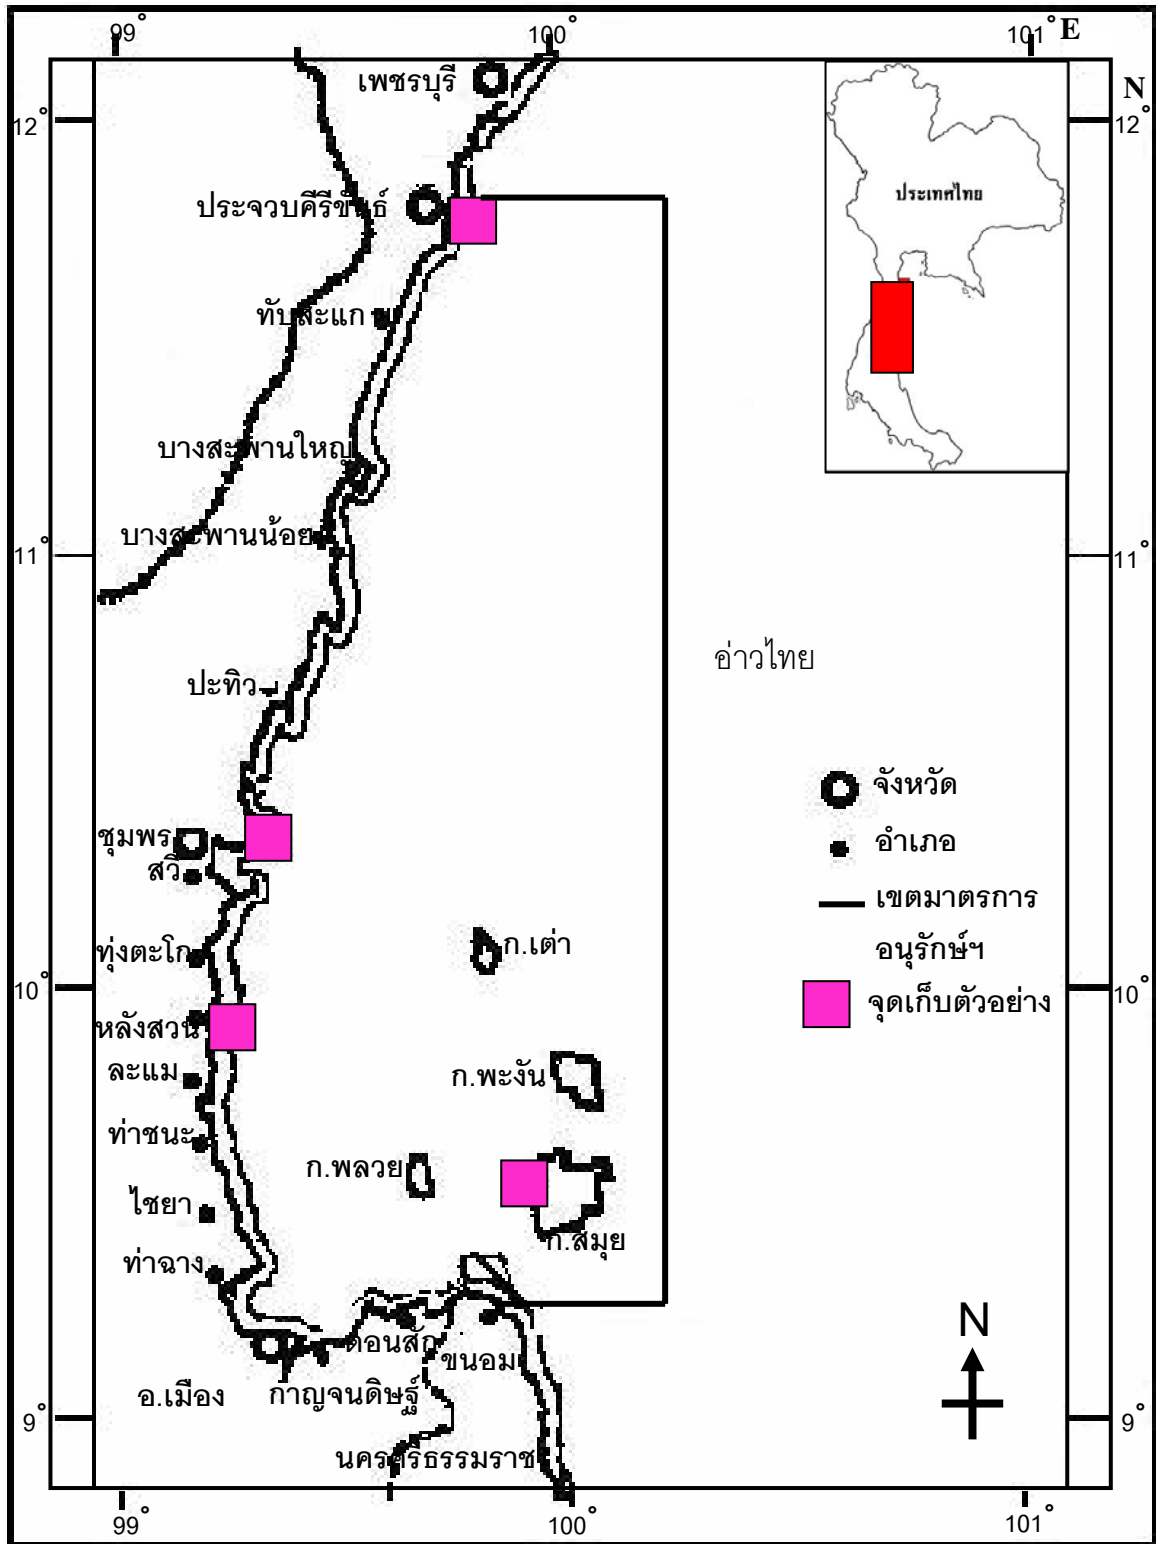 99°
100°
101° E
N
12°
12°
เพชรบุรี
ประจวบคีรีขันธ์
ประเทศไทย
ทับสะแก
บางสะพานใหญ่
บางสะพานน้อย
11°
11°
อ่าวไทย
ปะทิว
จังหวัด
ชุมพร
สวี
อำเภอ
เขตมาตรการ
อนุรักษ์ฯ
ทุ่งตะโก
ก.เต่า
10°
10°
จุดเก็บตัวอย่าง
หลังสวน
ละแม
ก.พะงัน
ท่าชนะ
ก.พลวย
ไชยา
ก.สมุย
ท่าฉาง
N
ดอนสัก
ขนอม
อ.เมือง
กาญจนดิษฐ์
9°
9°
นครศรีธรรมราช
99°
100°
101°